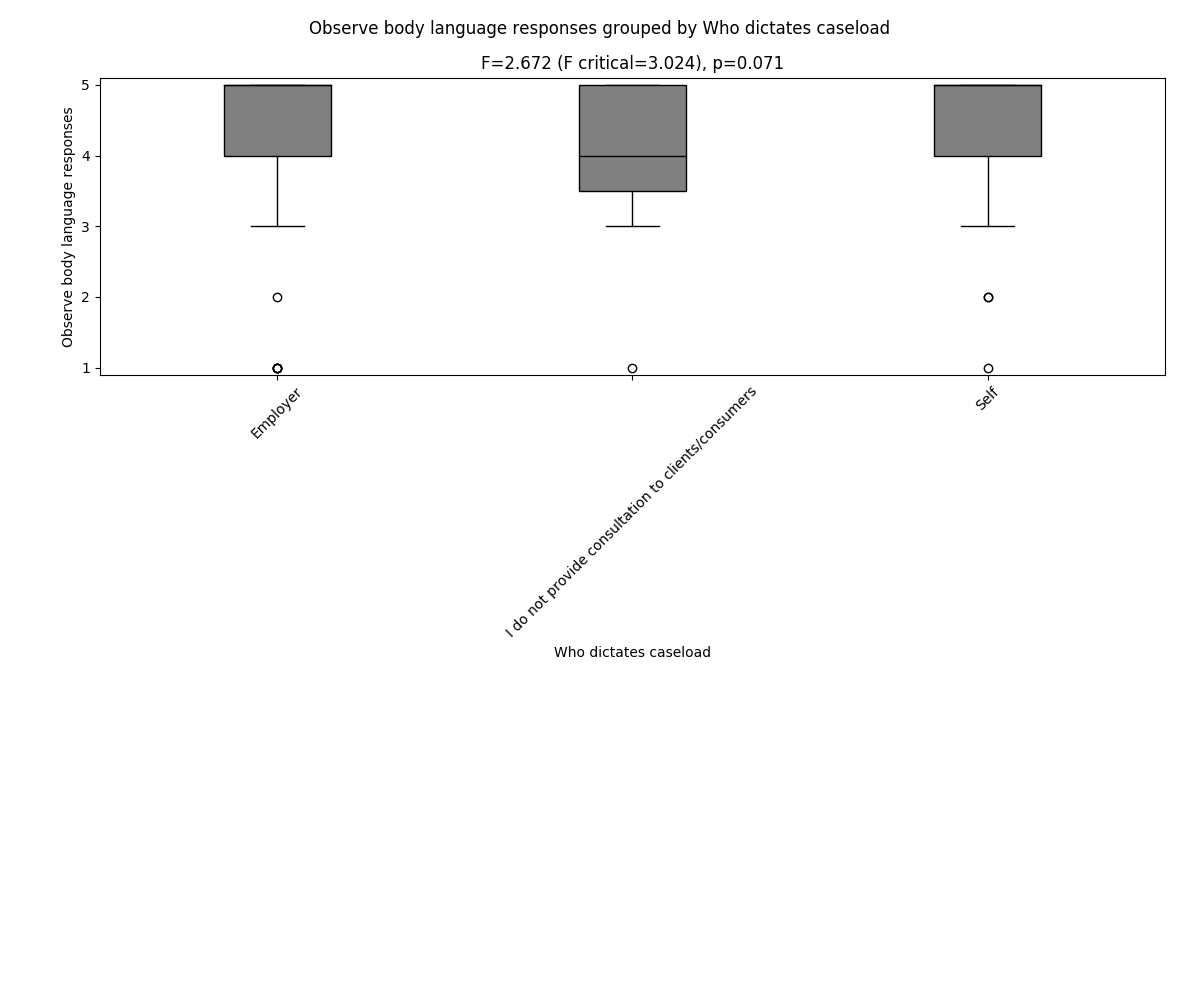 Observe body language responses grouped by Who dictates caseload
F=2.672 (F critical=3.024), p=0.071
Observe body language responses
5
4
3
2
1
Employer
I do not provide consultation to clients/consumers
Self
Who dictates caseload